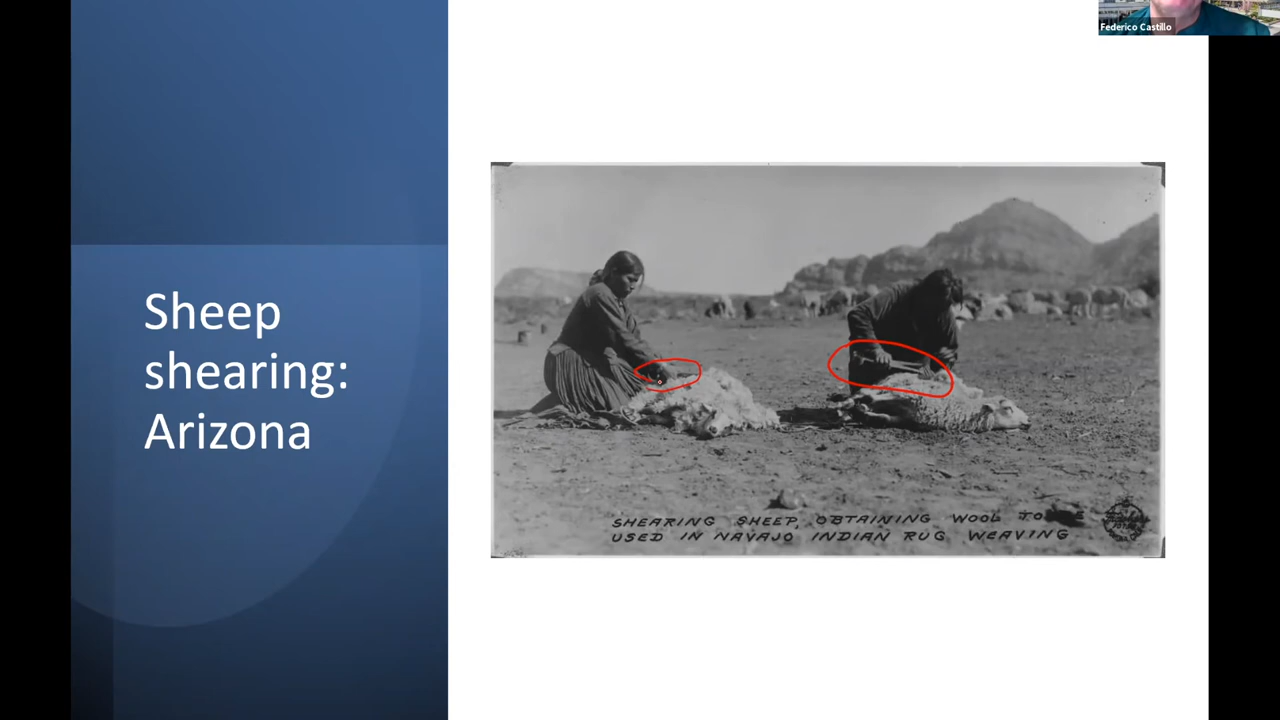 Federico Castillo
Sheep
shearing:
Arizona
SHEARING SHEEP, OBTAINING WOOL TO
USED IN NAVAJO INDIAN RUG WEAVING